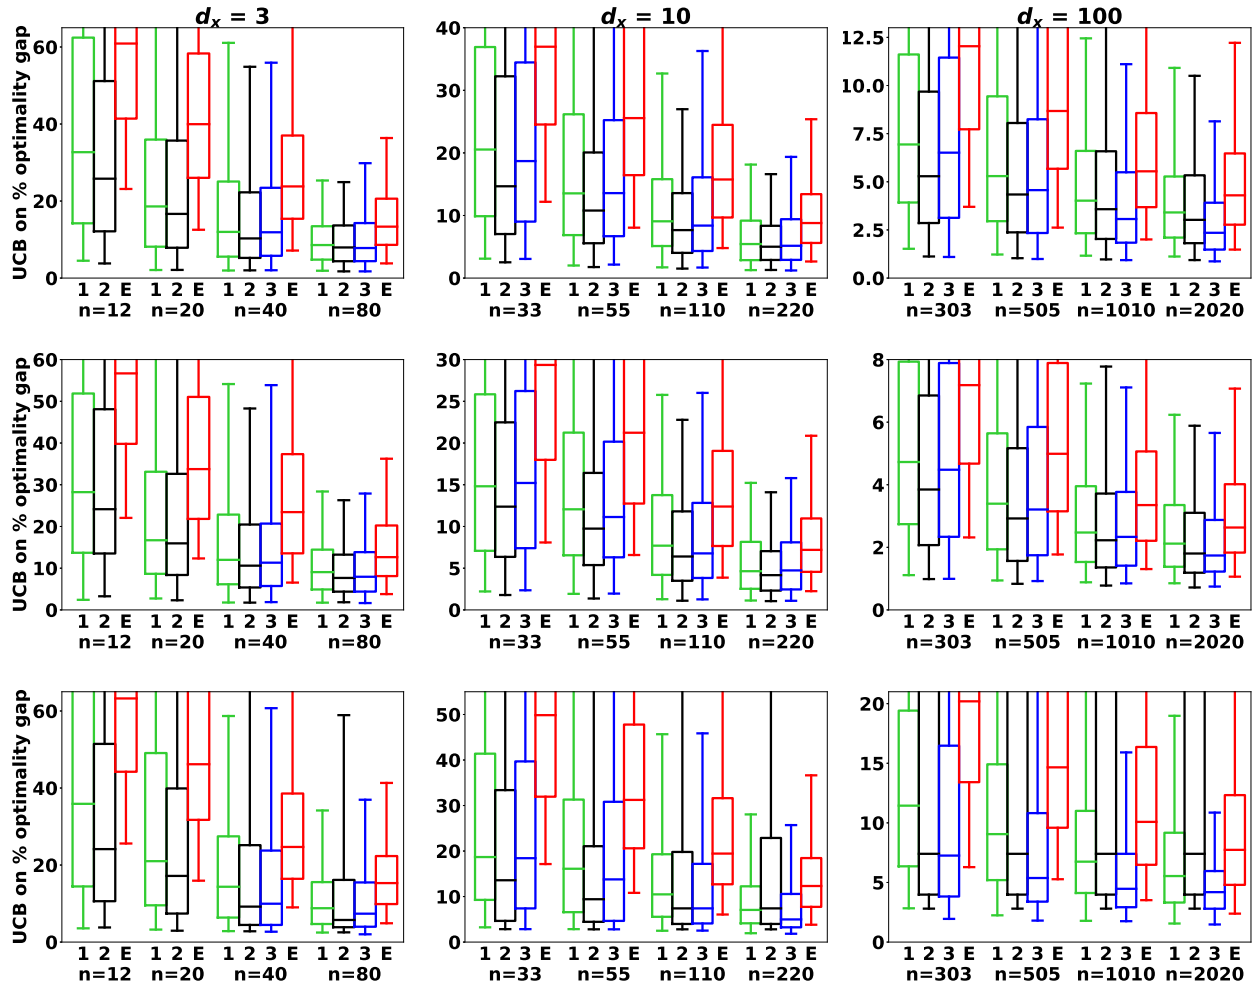 dₓ = 3 dₓ = 10 dₓ = 100
UCB on % optimality gap
60
40
20
0
1 2 E 1 2 E 1 2 3 E 1 2 3 E
n=12 n=20 n=40 n=80
40
30
20
10
0
1 2 3 E 1 2 3 E 1 2 3 E 1 2 3 E
n=33 n=55 n=110 n=220
12.5
10.0
7.5
5.0
2.5
0.0
1 2 3 E 1 2 3 E 1 2 3 E 1 2 3 E
n=303 n=505 n=1010 n=2020
UCB on % optimality gap
60
50
40
30
20
10
0
1 2 E 1 2 E 1 2 3 E 1 2 3 E
n=12 n=20 n=40 n=80
30
25
20
15
10
5
0
1 2 3 E 1 2 3 E 1 2 3 E 1 2 3 E
n=33 n=55 n=110 n=220
8
6
4
2
0
1 2 3 E 1 2 3 E 1 2 3 E 1 2 3 E
n=303 n=505 n=1010 n=2020
UCB on % optimality gap
60
40
20
0
1 2 E 1 2 E 1 2 3 E 1 2 3 E
n=12 n=20 n=40 n=80
50
40
30
20
10
0
1 2 3 E 1 2 3 E 1 2 3 E 1 2 3 E
n=33 n=55 n=110 n=220
20
15
10
5
0
1 2 3 E 1 2 3 E 1 2 3 E 1 2 3 E
n=303 n=505 n=1010 n=2020